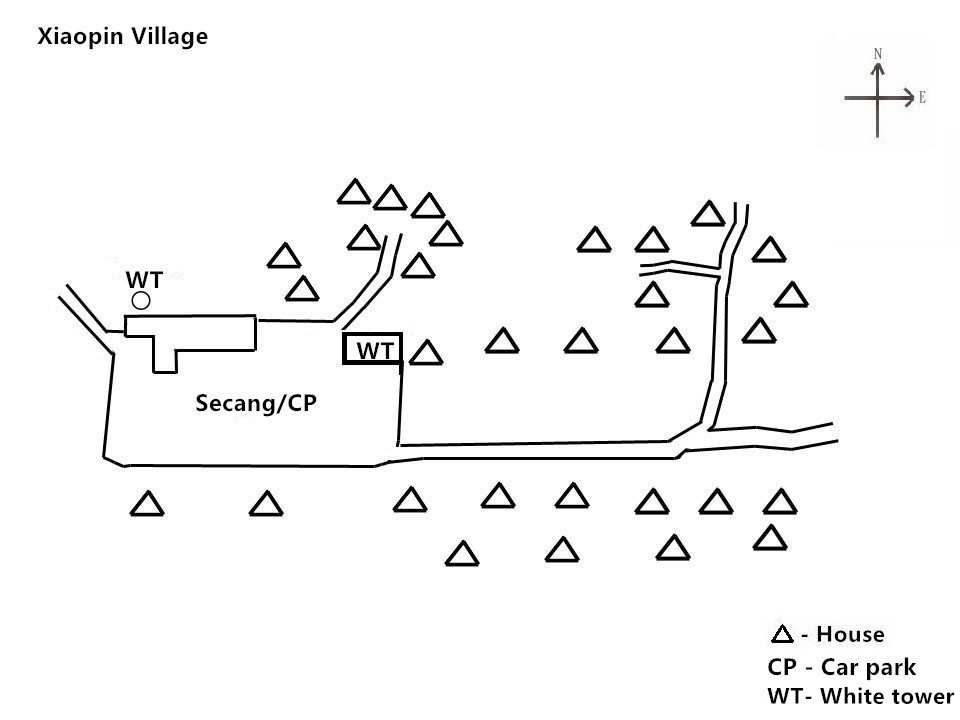 Xiaopin Village
N
E
WT
WT
Secang/CP
- House
CP - Car park
WT- White tower